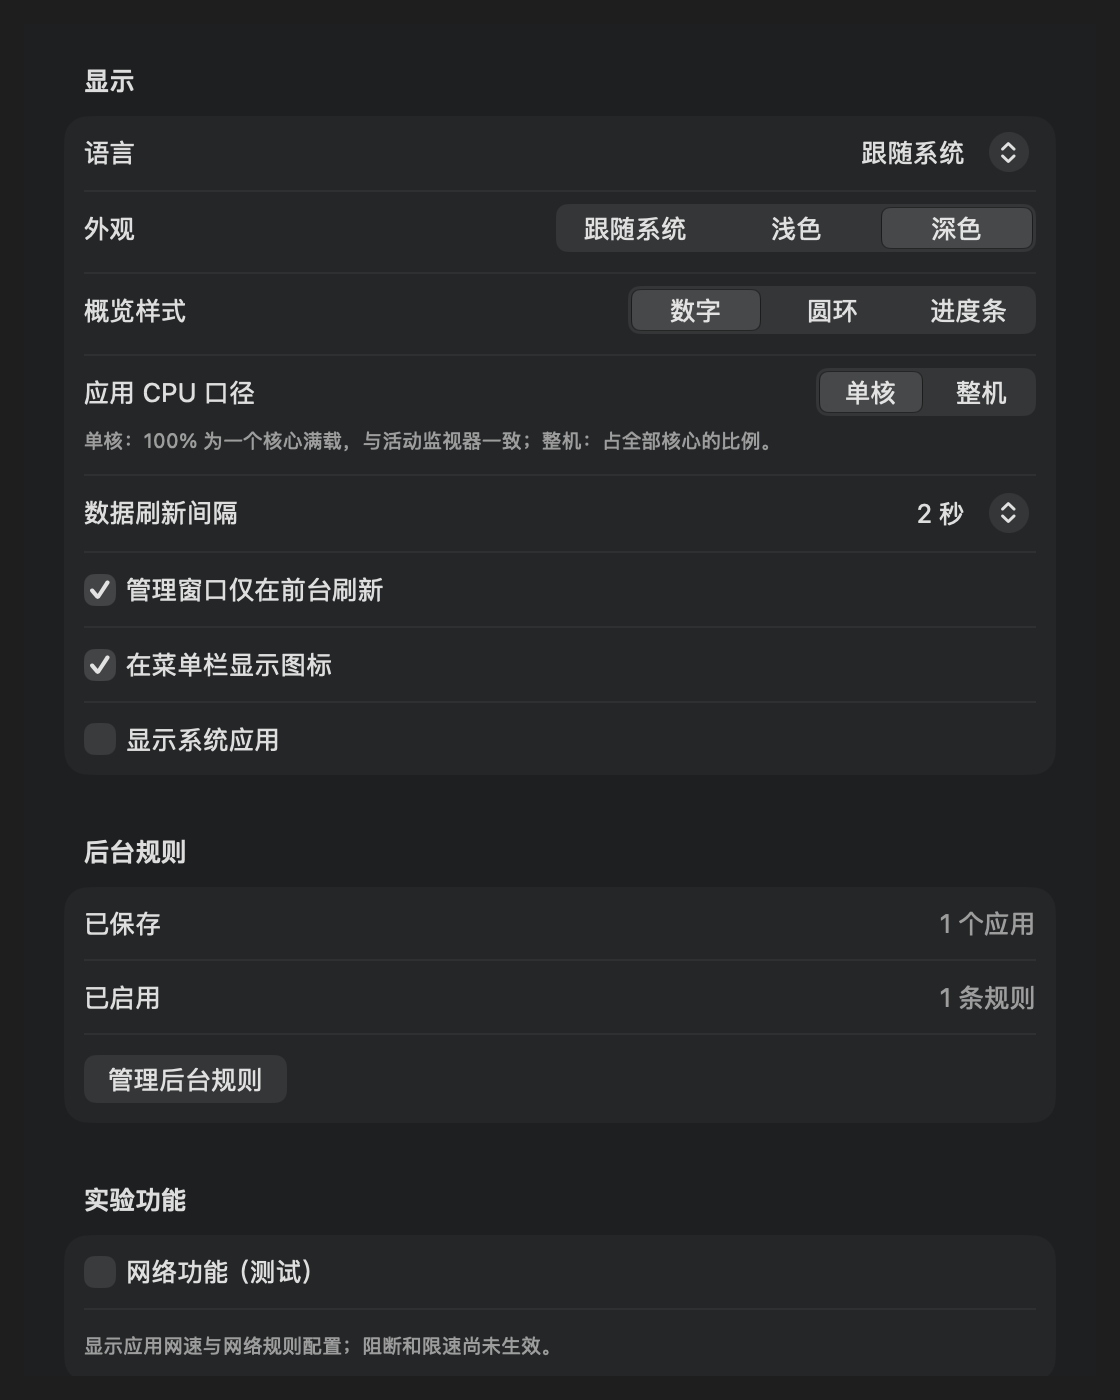 显示
语言 跟随系统
外观 跟随系统 浅色 深色
概览样式 数字 圆环 进度条
应用 CPU 口径 单核 整机
单核：100% 为一个核心满载，与活动监视器一致；整机：占全部核心的比例。
数据刷新间隔 2 秒
管理窗口仅在前台刷新
在菜单栏显示图标
显示系统应用
后台规则
已保存 1 个应用
已启用 1 条规则
管理后台规则
实验功能
网络功能（测试）
显示应用网速与网络规则配置；阻断和限速尚未生效。